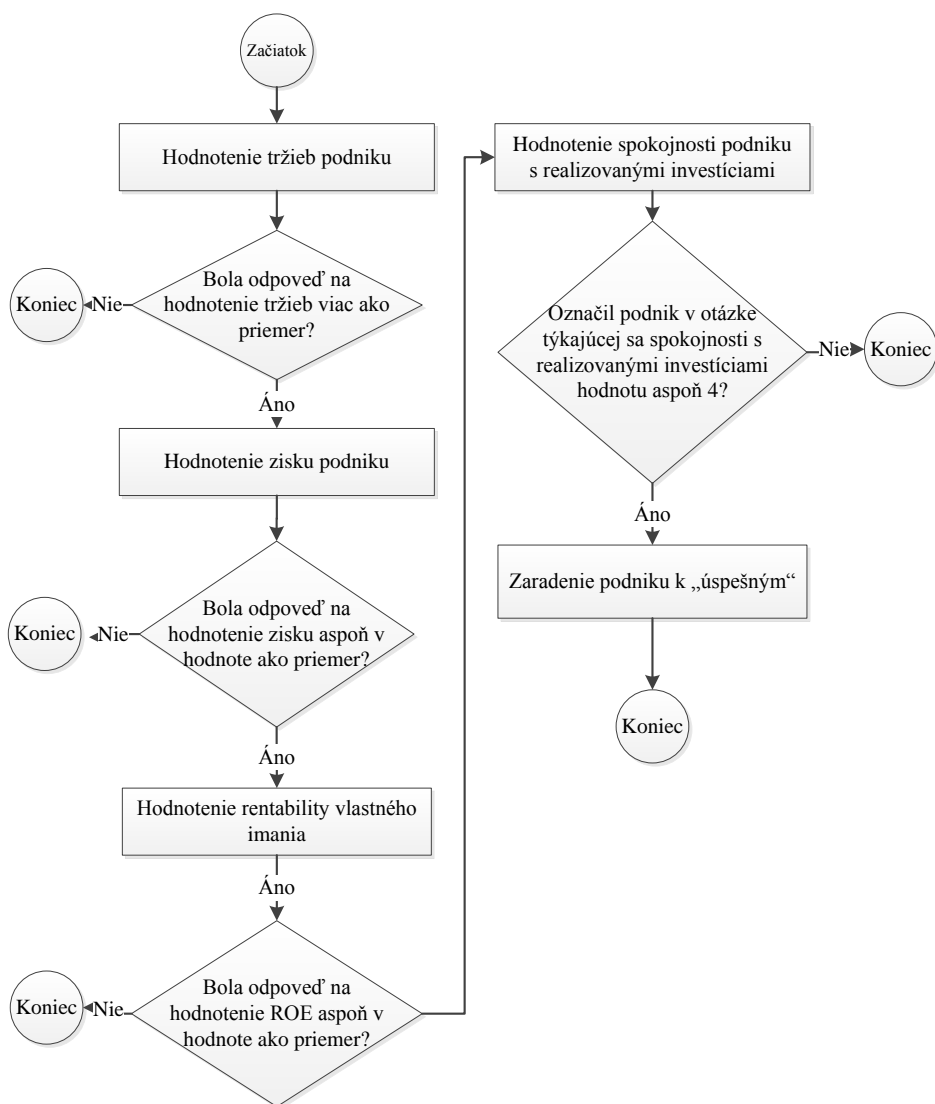 Začiatok
Hodnotenie tržieb podniku
Bola odpoveď na
hodnotenie tržieb viac ako
priemer?
Nie
Koniec
Áno
Hodnotenie zisku podniku
Bola odpoveď na
hodnotenie zisku aspoň v
hodnote ako priemer?
Nie
Koniec
Áno
Hodnotenie rentability vlastného
imania
Áno
Bola odpoveď na
hodnotenie ROE aspoň v
hodnote ako priemer?
Nie
Koniec
Hodnotenie spokojnosti podniku
s realizovanými investíciami
Označil podnik v otázke
týkajúcej sa spokojnosti s
realizovanými investíciami
hodnotu aspoň 4?
Nie
Koniec
Áno
Zaradenie podniku k „úspešným“
Koniec